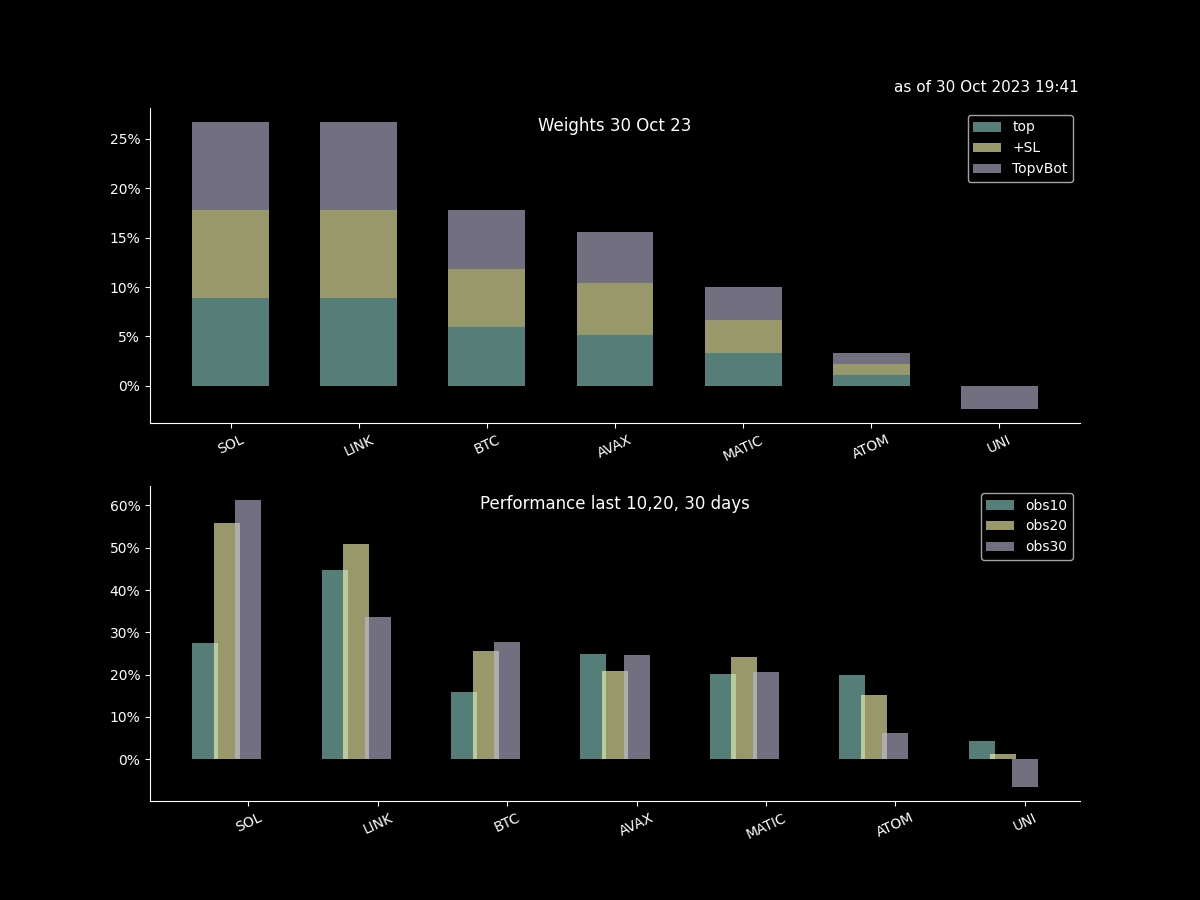 as of 30 Oct 2023 19:41
Weights 30 Oct 23
top
+SL
TopvBot
25%
20%
15%
10%
5%
0%
SOL
LINK
BTC
AVAX
MATIC
ATOM
UNI
Performance last 10,20, 30 days
obs10
obs20
obs30
60%
50%
40%
30%
20%
10%
0%
SOL
LINK
BTC
AVAX
MATIC
ATOM
UNI